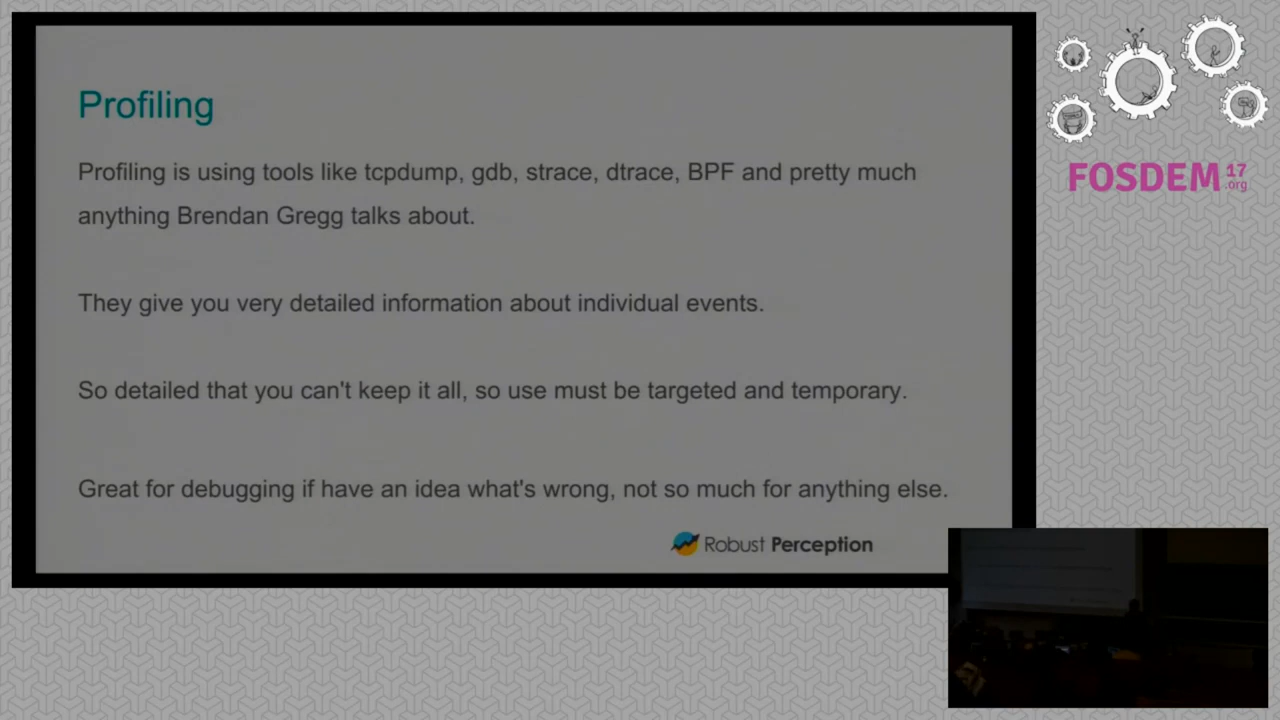 Profiling
Profiling is using tools like tcpdump, gdb, strace, dtrace, BPF and pretty much
anything Brendan Gregg talks about.
They give you very detailed information about individual events.
So detailed that you can't keep it all, so use must be targeted and temporary.
Great for debugging if have an idea what's wrong, not so much for anything else.
Robust Perception
FOSDEM 17
.org